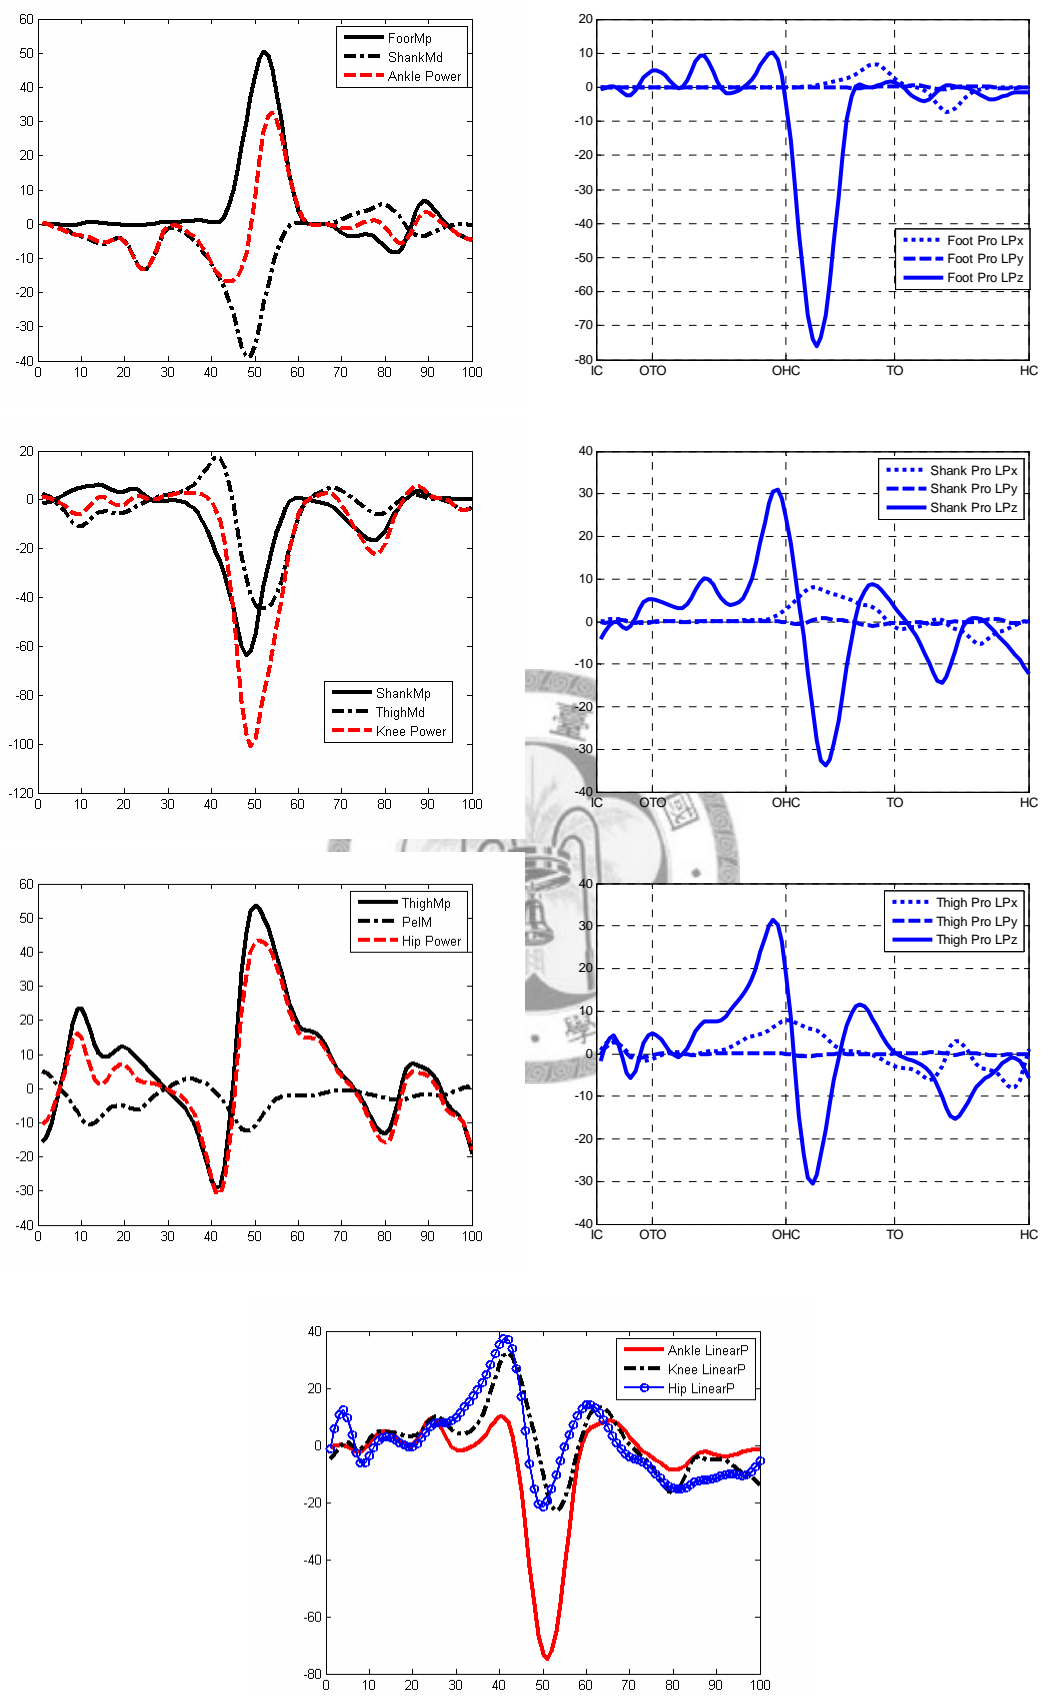 60
50
40
30
20
10
0
-10
-20
-30
-40
0 10 20 30 40 50 60 70 80 90 100
FoorMp
ShankMd
Ankle Power
20
10
0
-10
-20
-30
-40
-50
-60
-70
-80
IC OTO OHC TO HC
Foot Pro LPx
Foot Pro LPy
Foot Pro LPz
20
0
-20
-40
-60
-80
-100
-120
0 10 20 30 40 50 60 70 80 90 100
ShankMp
ThighMd
Knee Power
40
30
20
10
0
-10
-20
-30
-40
IC OTO OHC TO HC
Shank Pro LPx
Shank Pro LPy
Shank Pro LPz
臺
學
60
50
40
30
20
10
0
-10
-20
-30
-40
0 10 20 30 40 50 60 70 80 90 100
ThighMp
PelM
Hip Power
40
30
20
10
0
-10
-20
-30
-40
IC OTO OHC TO HC
Thigh Pro LPx
Thigh Pro LPy
Thigh Pro LPz
40
20
0
-20
-40
-60
-80
0 10 20 30 40 50 60 70 80 90 100
Ankle LinearP
Knee LinearP
Hip LinearP